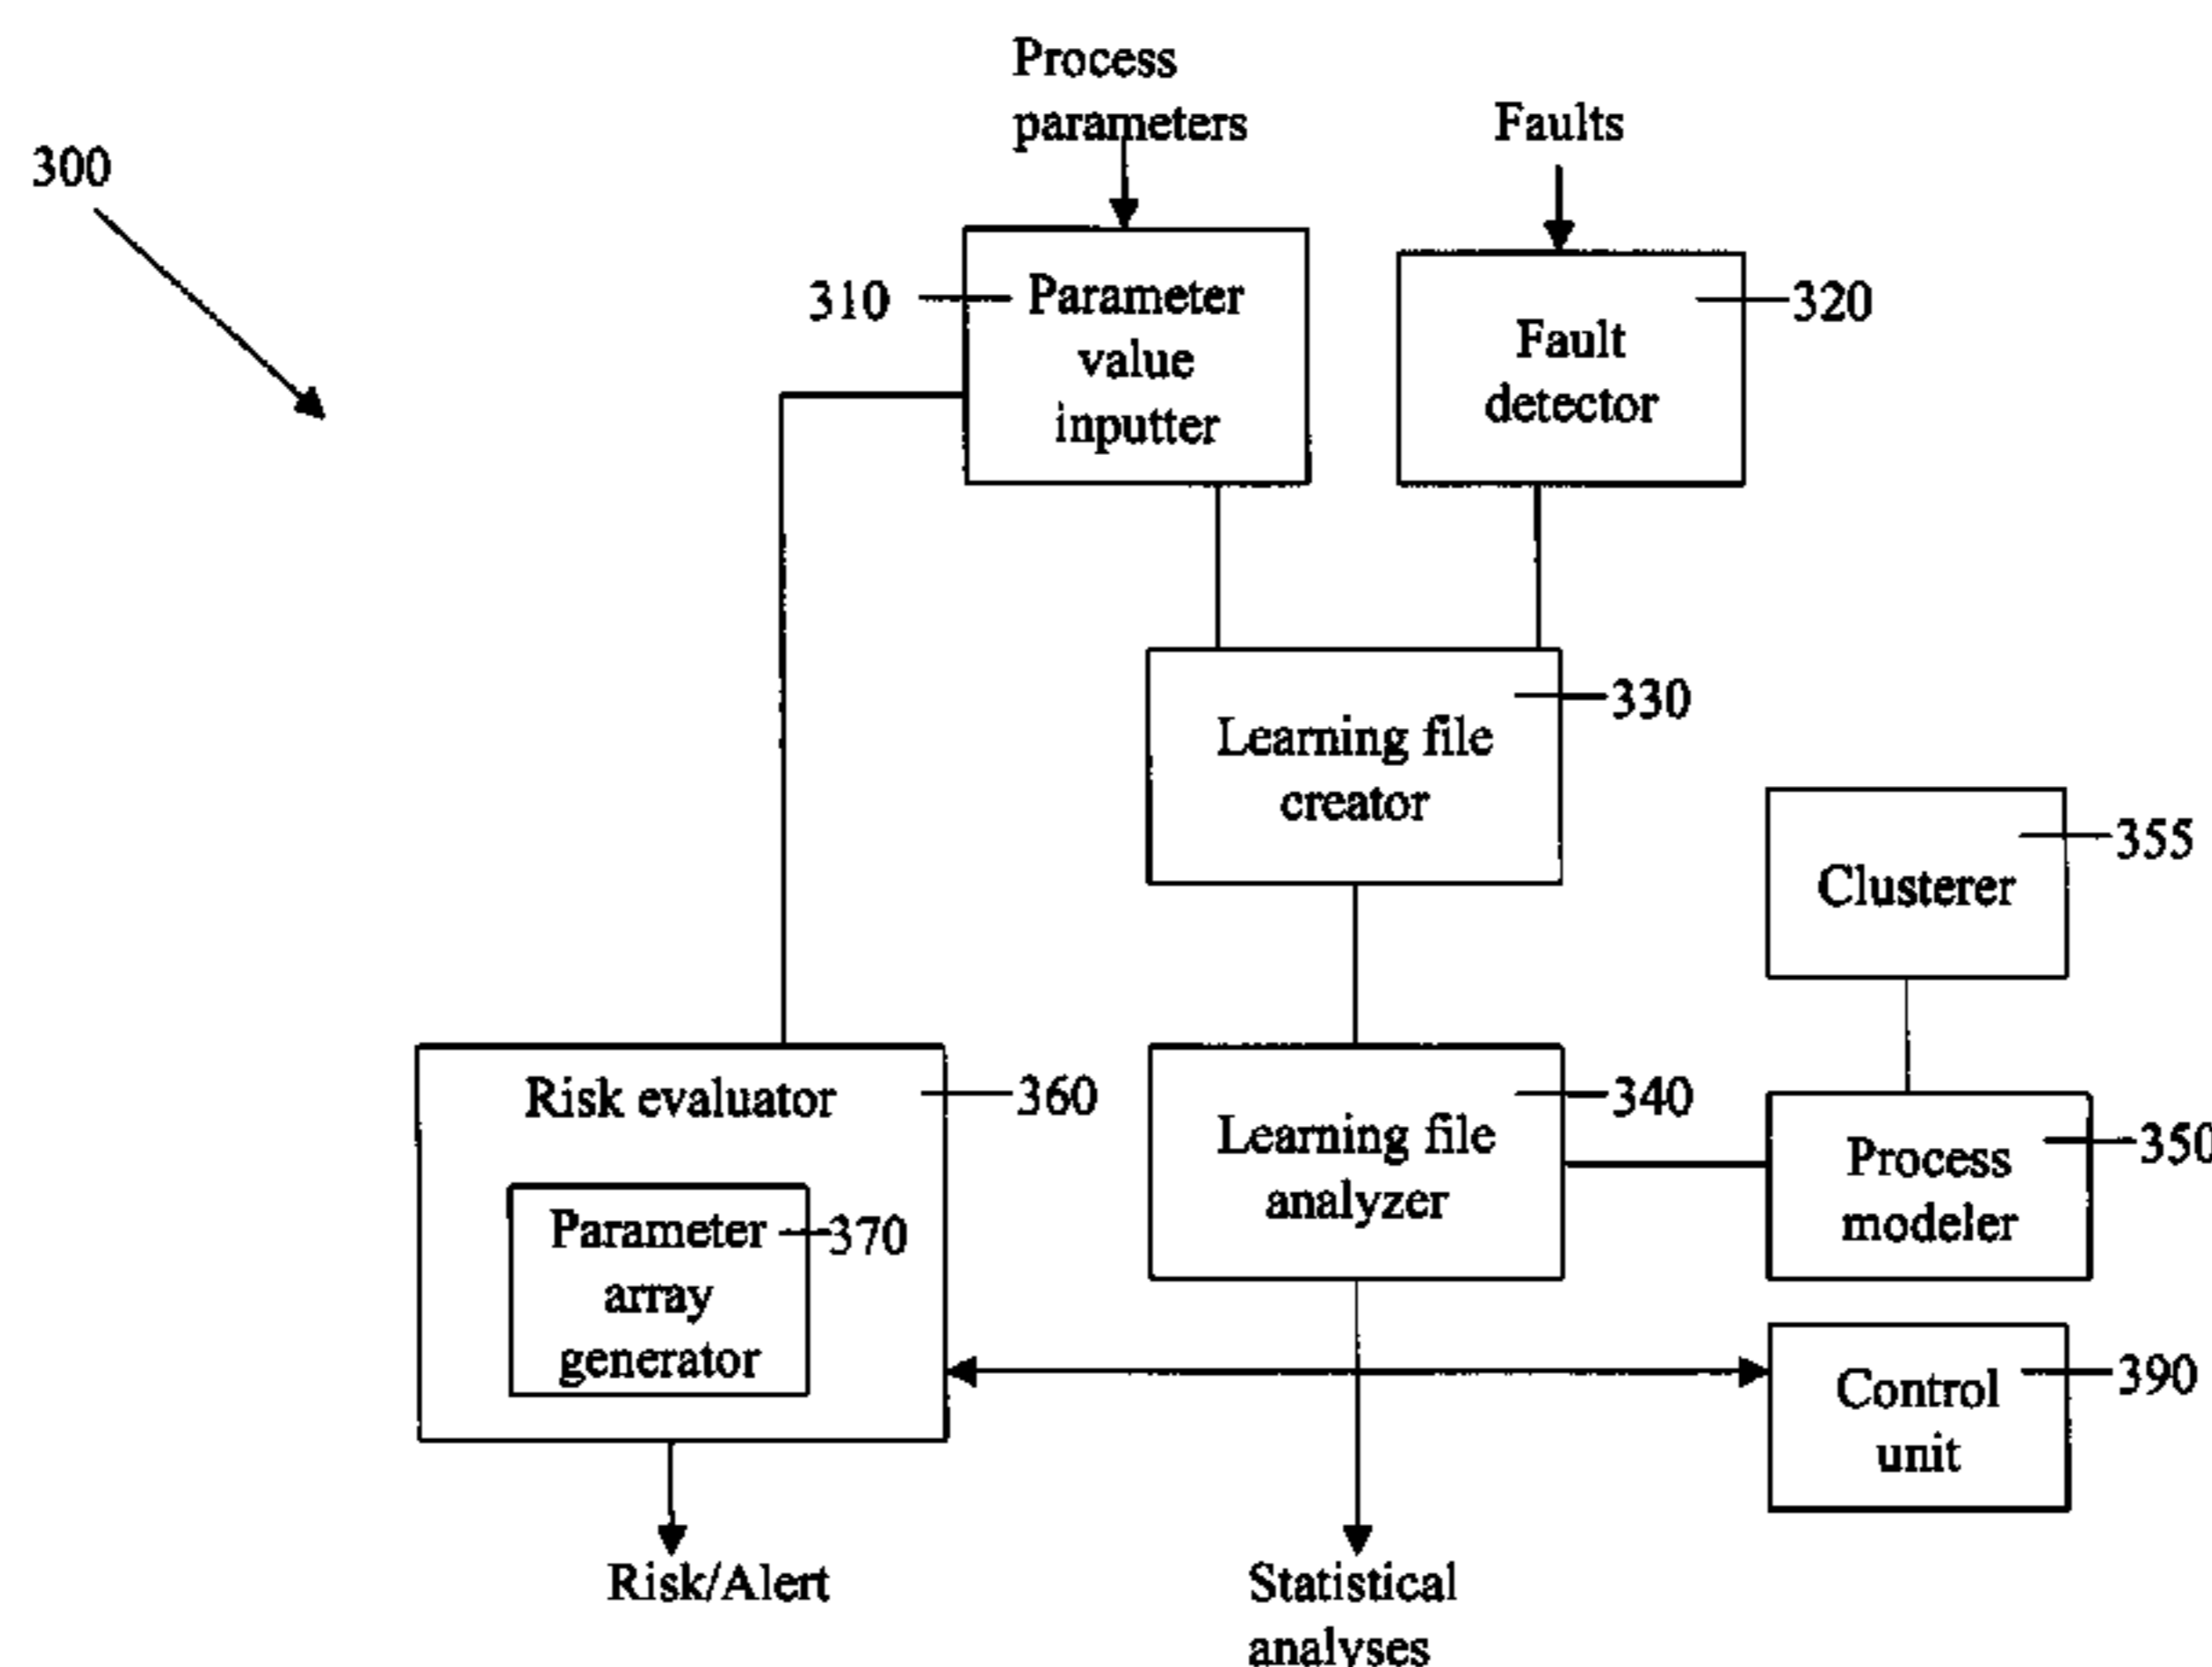 Process
parameters
Faults
300
310
Parameter
value
inputter
320
Fault
detector
330
Learning file
creator
355
Clusterer
Risk evaluator
360
340
Learning file
analyzer
350
Process
modeler
Parameter
array
generator
370
390
Control
unit
Risk/Alert
Statistical
analyses